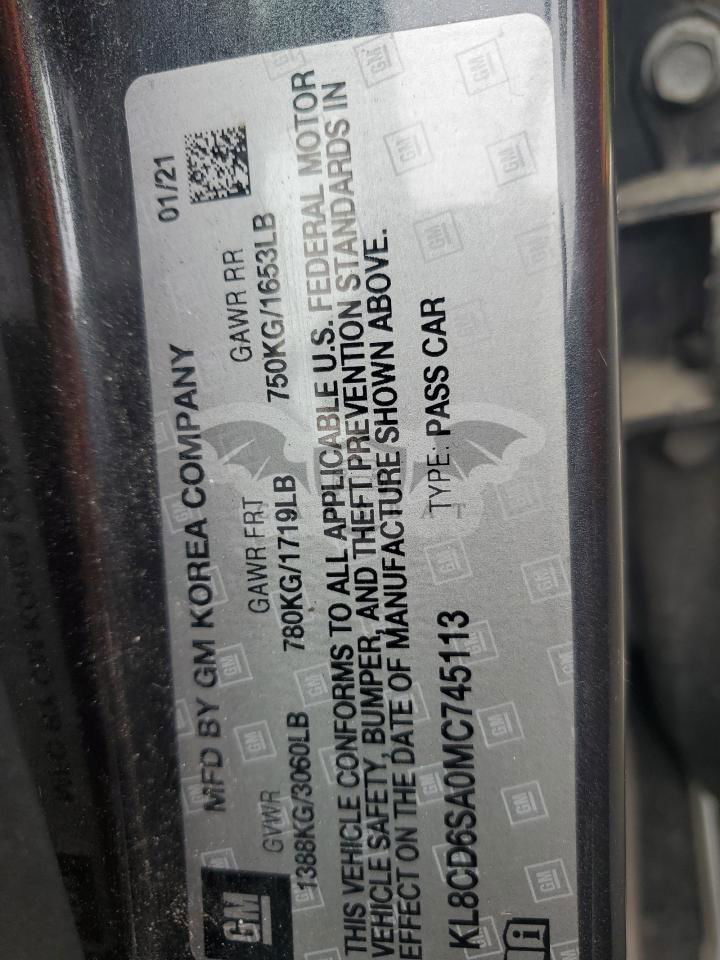 GM
MFD BY GM KOREA COMPANY
01/21
GVWR
GAWR FRT
GAWR RR
1388KG/3060LB
780KG/1719LB
750KG/1653LB
THIS VEHICLE CONFORMS TO ALL APPLICABLE U.S. FEDERAL MOTOR
VEHICLE SAFETY, BUMPER, AND THEFT PREVENTION STANDARDS IN
EFFECT ON THE DATE OF MANUFACTURE SHOWN ABOVE.
KL8CD6SA0MC745113
TYPE: PASS CAR